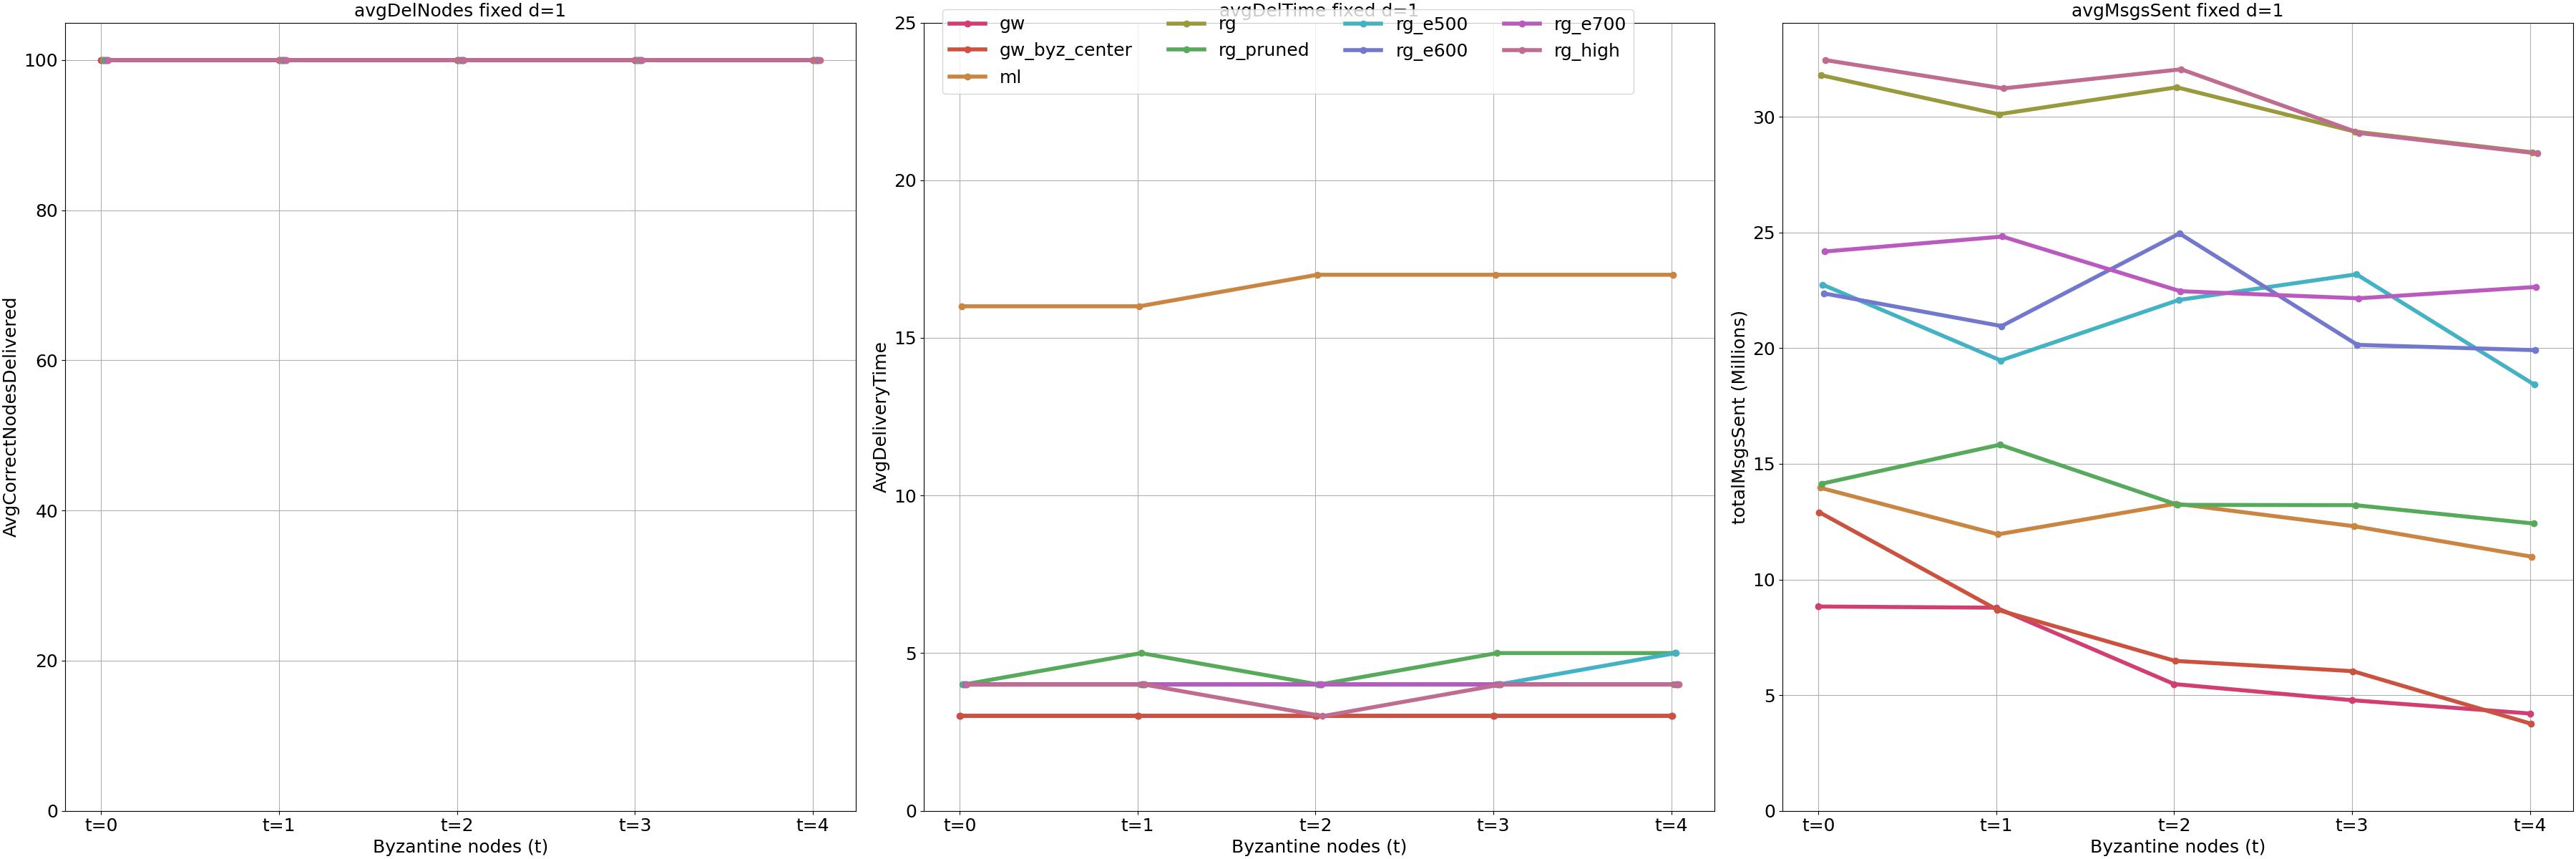 avgDelNodes fixed d=1
AvgCorrectNodesDelivered
100
80
60
40
20
0
t=0 t=1 t=2 t=3 t=4
Byzantine nodes (t)
avgDelTime fixed d=1
gw rg rg_e500 rg_e700
gw_byz_center rg_pruned rg_e600 rg_high
ml
AvgDeliveryTime
25
20
15
10
5
0
t=0 t=1 t=2 t=3 t=4
Byzantine nodes (t)
avgMsgsSent fixed d=1
totalMsgsSent (Millions)
30
25
20
15
10
5
0
t=0 t=1 t=2 t=3 t=4
Byzantine nodes (t)